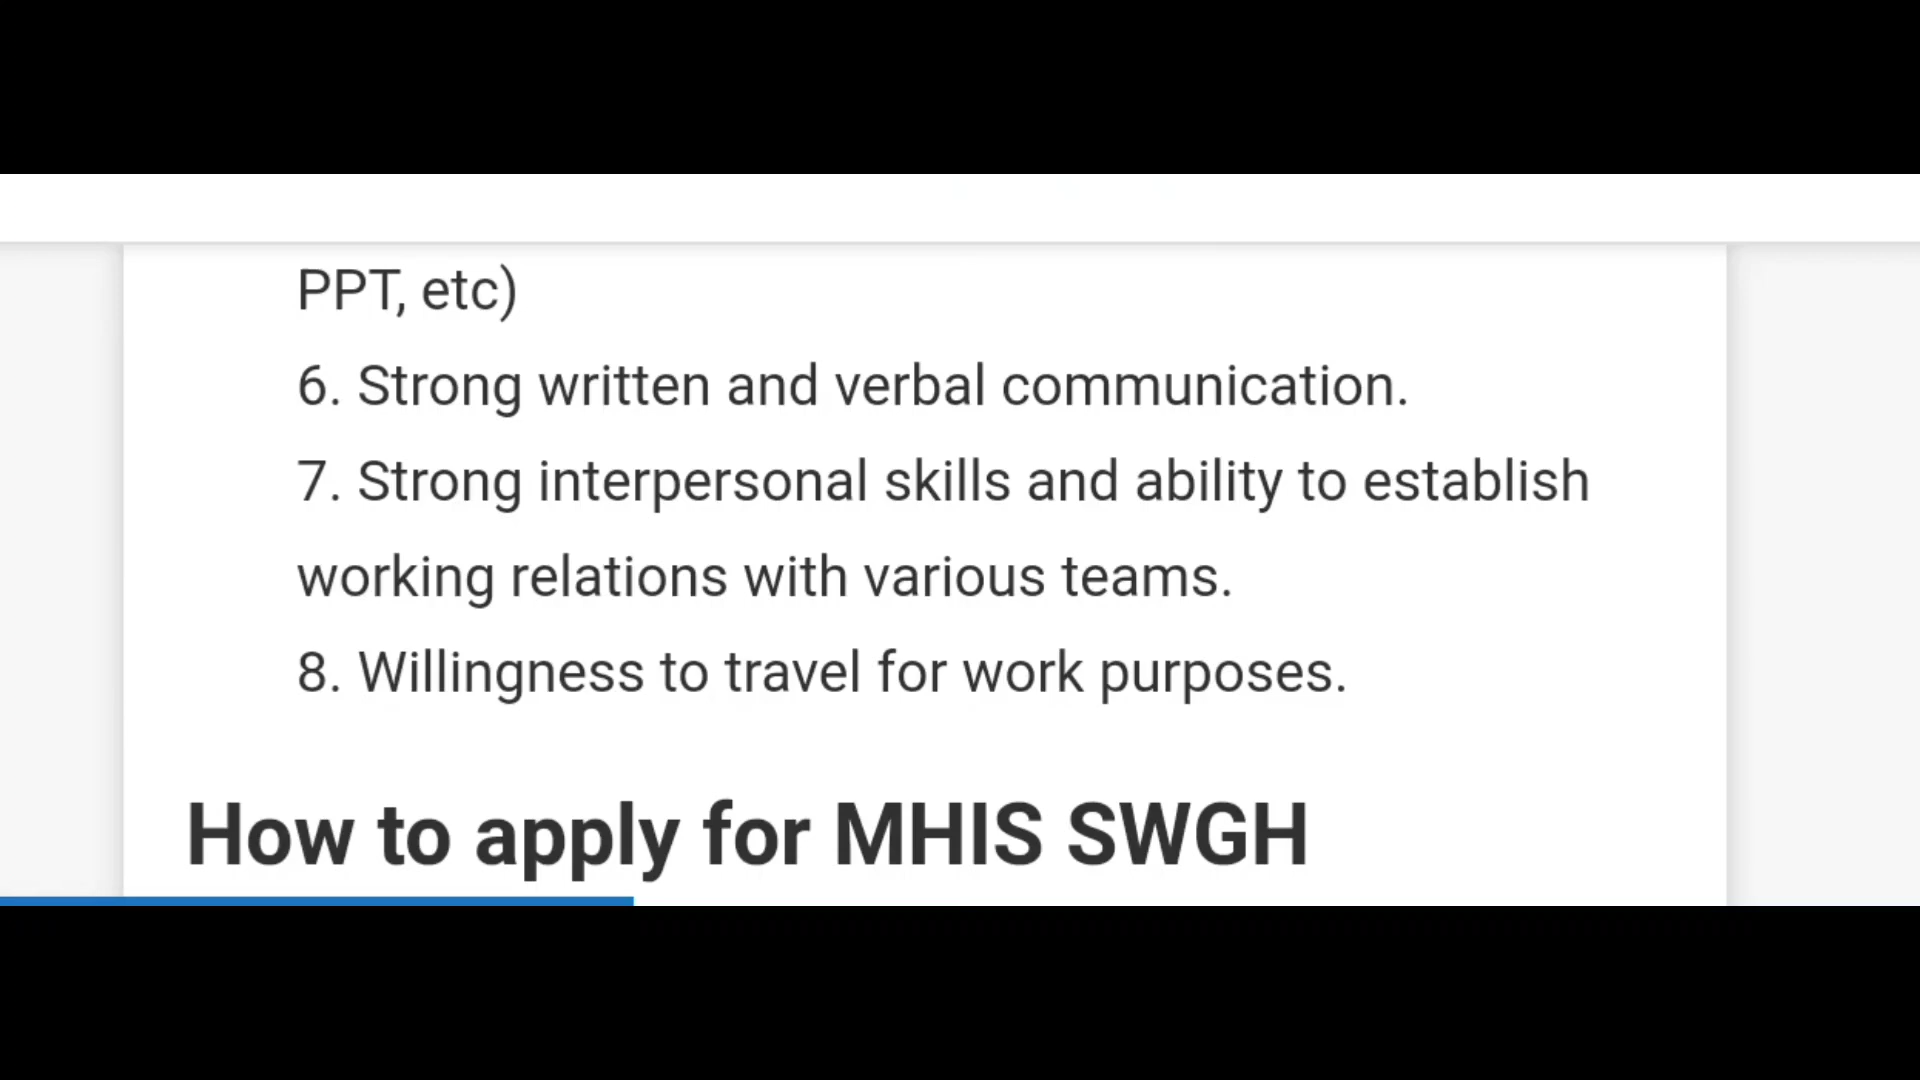 PPT, etc)
6. Strong written and verbal communication.
7. Strong interpersonal skills and ability to establish
working relations with various teams.
8. Willingness to travel for work purposes.
How to apply for MHIS SWGH